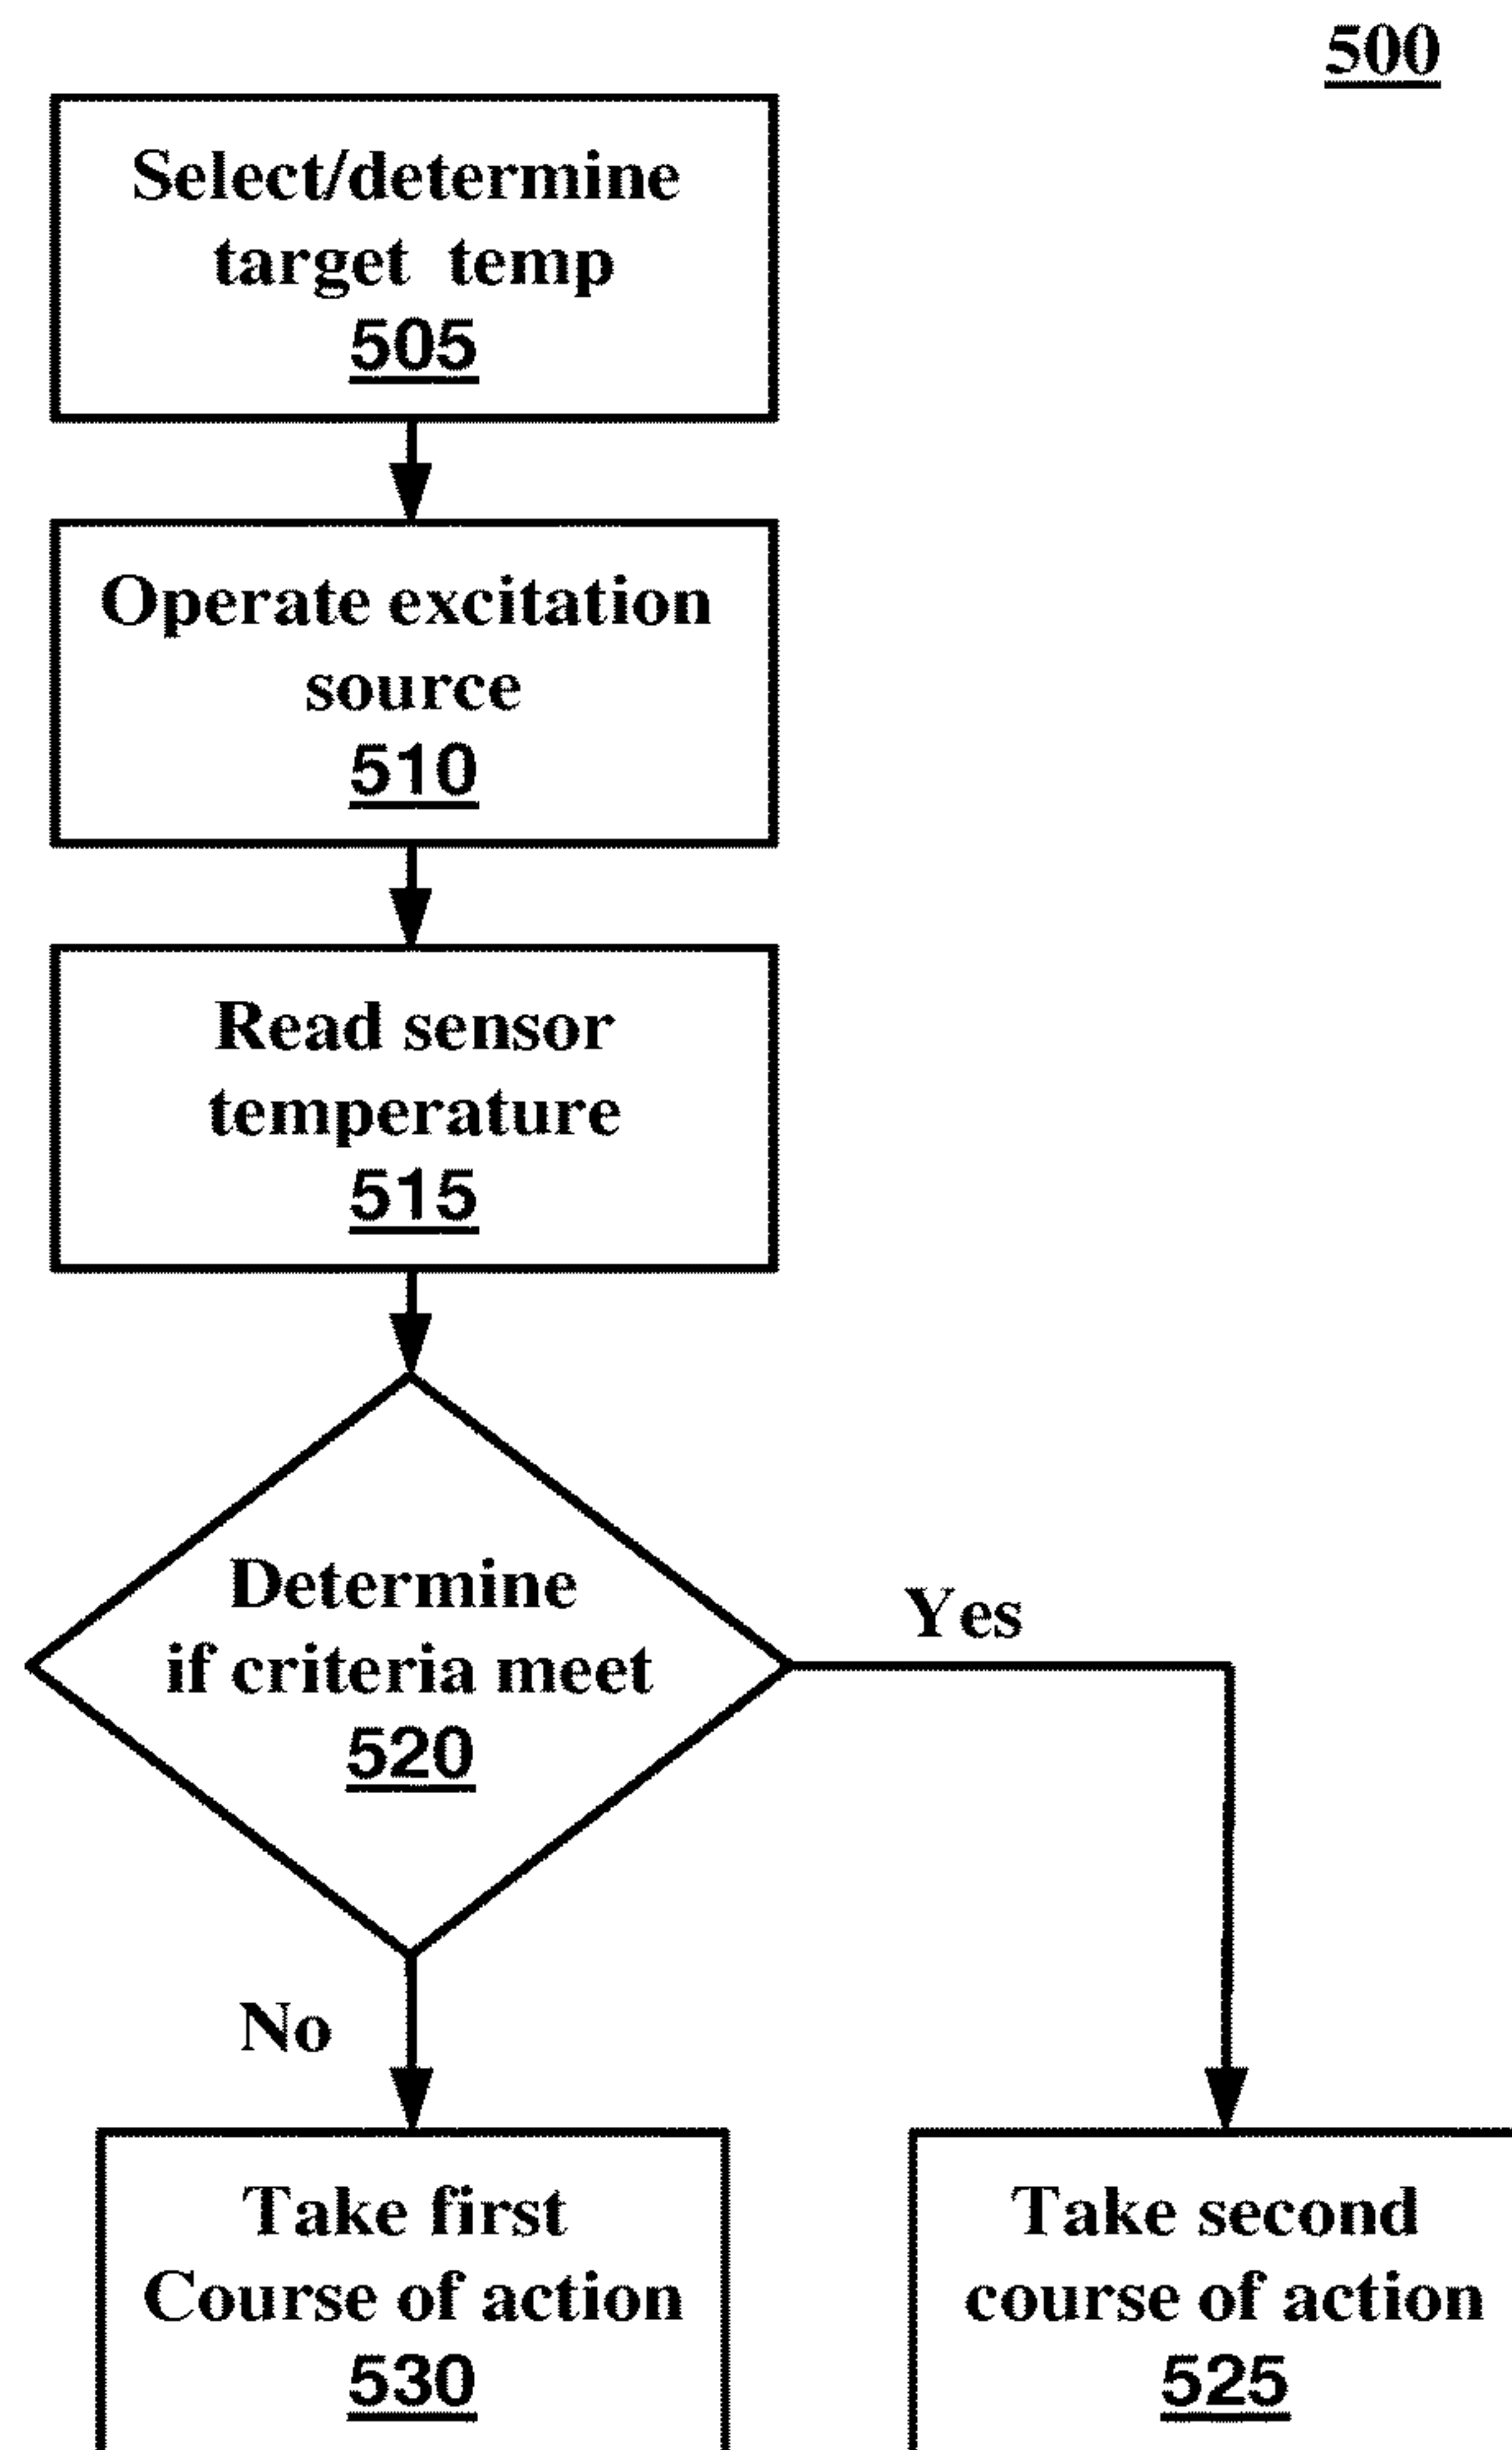 500
Select/determine
target temp
505
Operate excitation
source
510
Read sensor
temperature
515
Determine
if criteria meet
520
Yes
No
Take first
Course of action
530
Take second
course of action
525